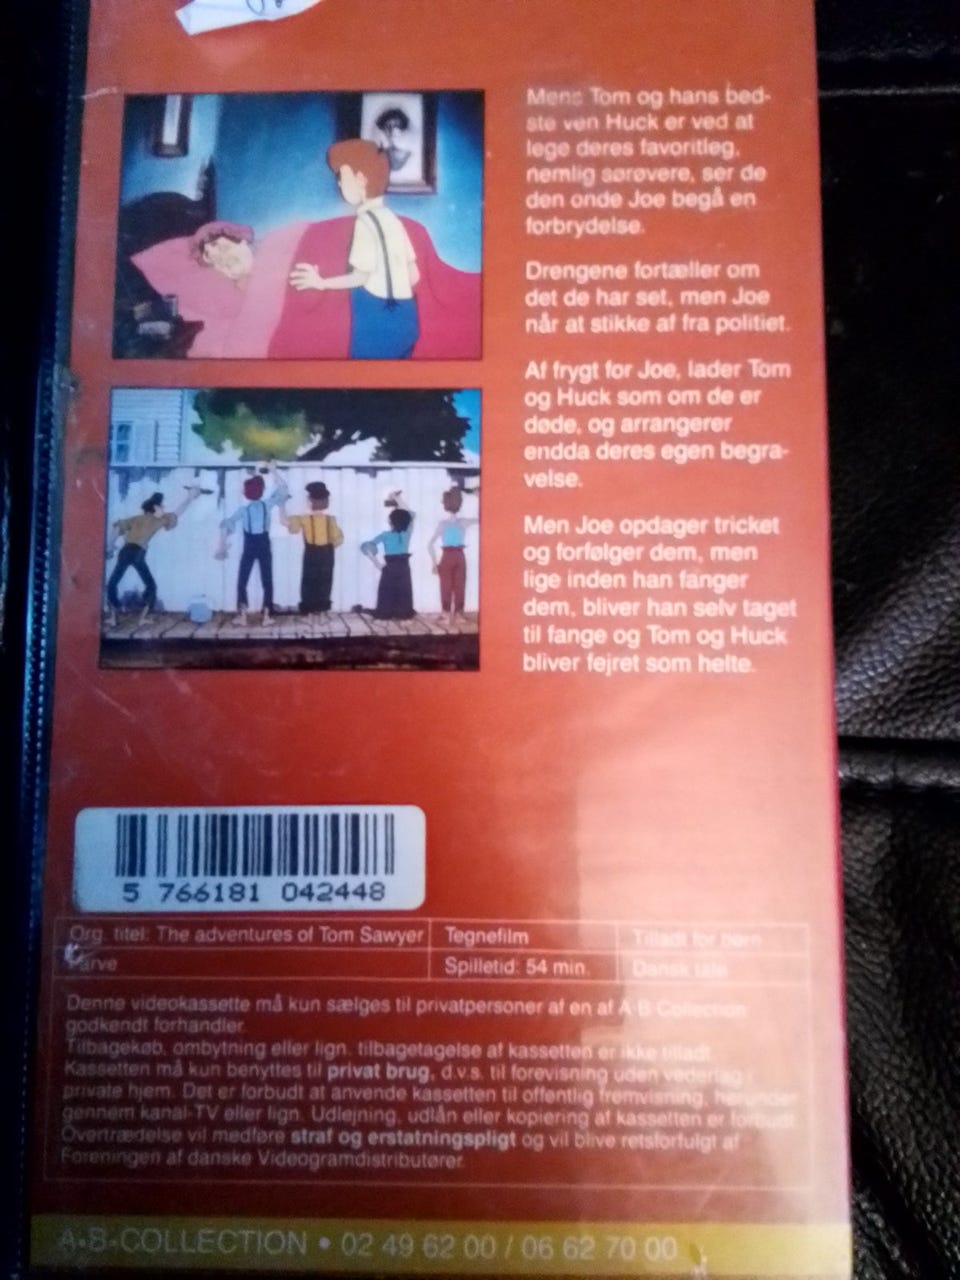 Mens Tom og hans bed-
ste ven Huck er ved at
lege deres favoritleg,
nemlig sørøvere, ser de
den onde Joe begå en
forbrydelse.
Drengene fortæller om
det de har set, men Joe
når at stikke af fra politiet.
Af frygt for Joe, lader Tom
og Huck som om de er
døde, og arrangerer
endda deres egen begra-
velse.
Men Joe opdager tricket
og forfølger dem, men
lige inden han fanger
dem, bliver han selv taget
til fange og Tom og Huck
bliver fejret som helte.
5 766181 042448
Org. titel: The adventures of Tom Sawyer
Tegnefilm
Tilladt for børn
Farve
Spilletid: 54 min.
Dansk tale
Denne videokassette må kun sælges til privatpersoner af en af A-B-Collection
godkendt forhandler.
Tilbagekøb, ombytning eller lign. tilbagetagelse af kassetten er ikke tilladt.
Kassetten må kun benyttes til privat brug, d.v.s. til forevisning uden vederlag i
private hjem. Det er forbudt at anvende kassetten til offentlig fremvisning, herunder
gennem kanal-TV eller lign. Udlejning, udlån eller kopiering af kassetten er forbudt.
Overtrædelse vil medføre straf og erstatningspligt og vil blive retsforfulgt af
Foreningen af danske Videogramdistributører.
A-B-COLLECTION • 02 49 62 00 / 06 62 70 00